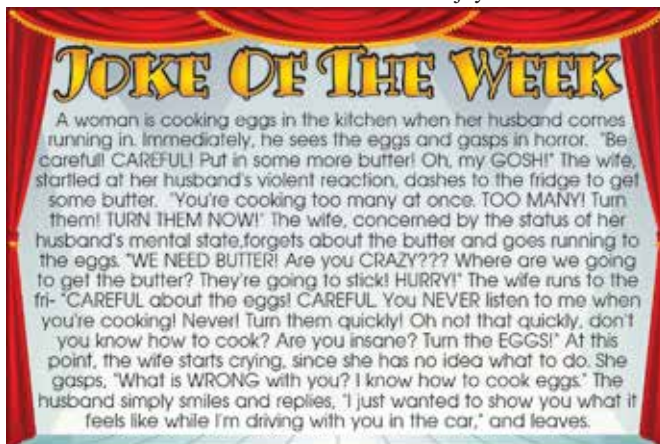 JOKE OF THE WEEK
A woman is cooking eggs in the kitchen when her husband comes
running in. Immediately, he sees the eggs and gasps in horror. "Be
careful! CAREFUL! Put in some more butter! Oh, my GOSH!" The wife,
startled at her husband's violent reaction, dashes to the fridge to get
some butter. "You're cooking too many at once. TOO MANY! Turn
them! TURN THEM NOW!' The wife, concerned by the status of her
husband's mental state,forgets about the butter and goes running to
the eggs. "WE NEED BUTTER! Are you CRAZY??? Where are we going
to get the butter? They're going to stick! HURRY!" The wife runs to the
fri- "CAREFUL about the eggs! CAREFUL. You NEVER listen to me when
you're cooking! Never! Turn them quickly! Oh not that quickly, don't
you know how to cook? Are you insane? Turn the EGGS!" At this
point, the wife starts crying, since she has no idea what to do. She
gasps, "What is WRONG with you? I know how to cook eggs." The
husband simply smiles and replies, "I just wanted to show you what it
feels like while I'm driving with you in the car," and leaves.